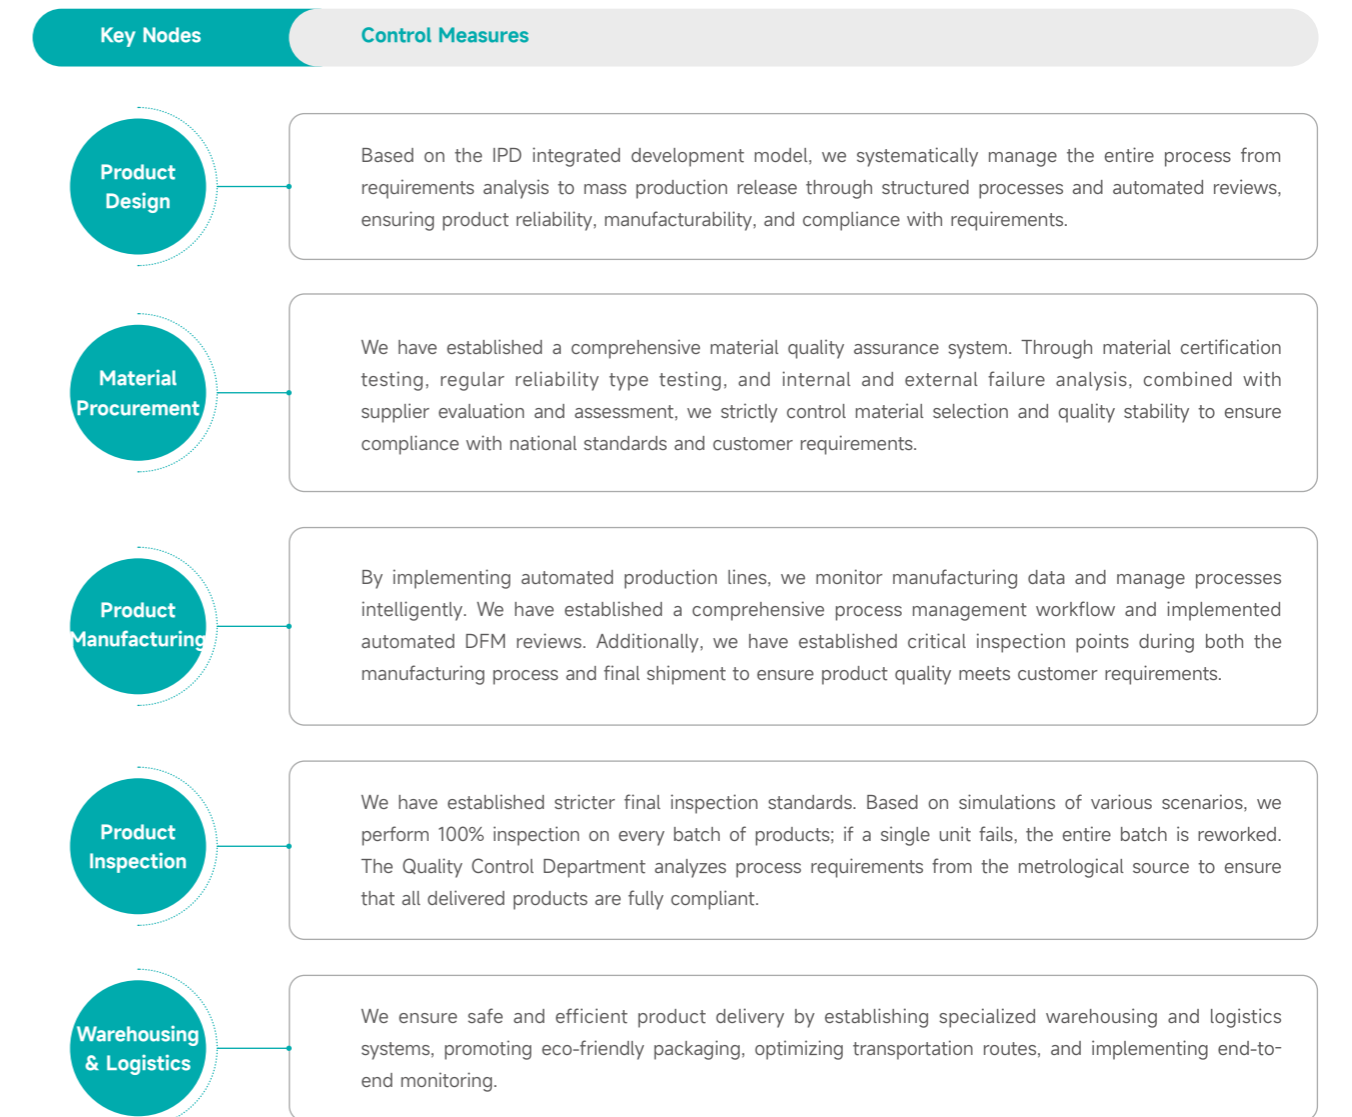 Key Nodes
Control Measures
Product
Design
Based on the IPD integrated development model, we systematically manage the entire process from
requirements analysis to mass production release through structured processes and automated reviews,
ensuring product reliability, manufacturability, and compliance with requirements.
Material
Procurement
We have established a comprehensive material quality assurance system. Through material certification
testing, regular reliability type testing, and internal and external failure analysis, combined with
supplier evaluation and assessment, we strictly control material selection and quality stability to ensure
compliance with national standards and customer requirements.
Product
Manufacturing
By implementing automated production lines, we monitor manufacturing data and manage processes
intelligently. We have established a comprehensive process management workflow and implemented
automated DFM reviews. Additionally, we have established critical inspection points during both the
manufacturing process and final shipment to ensure product quality meets customer requirements.
Product
Inspection
We have established stricter final inspection standards. Based on simulations of various scenarios, we
perform 100% inspection on every batch of products; if a single unit fails, the entire batch is reworked.
The Quality Control Department analyzes process requirements from the metrological source to ensure
that all delivered products are fully compliant.
Warehousing
& Logistics
We ensure safe and efficient product delivery by establishing specialized warehousing and logistics
systems, promoting eco-friendly packaging, optimizing transportation routes, and implementing end-to-
end monitoring.